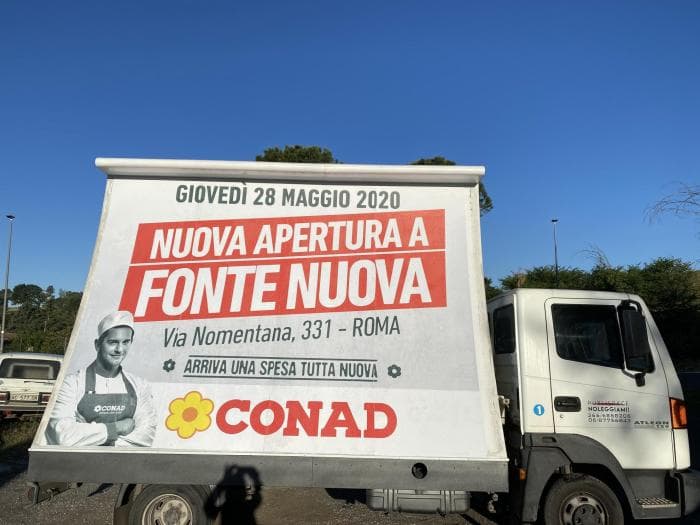 GIOVEDÌ 28 MAGGIO 2020
NUOVA APERTURA A
FONTE NUOVA
Via Nomentana, 331 - ROMA
ARRIVA UNA SPESA TUTTA NUOVA
CONAD
CONAD
1
NOLEGGIAMI!
ATLEON